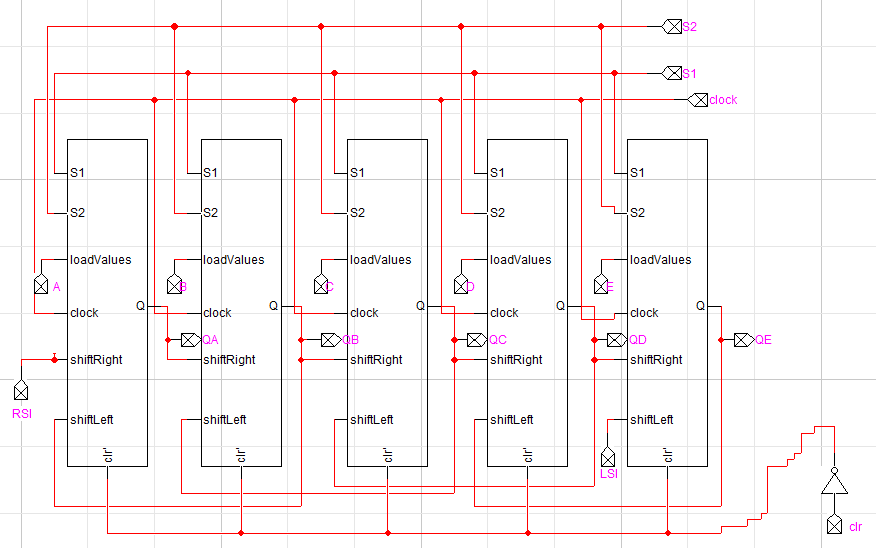 S2
S1
clock
S1 S1 S1 S1 S1
S2 S2 S2 S2 S2
loadValues loadValues loadValues loadValues loadValues
A B C D E
Q Q Q Q Q
clock clock clock clock clock
QA QB QC QD QE
shiftRight shiftRight shiftRight shiftRight shiftRight
RSI
shiftLeft shiftLeft shiftLeft shiftLeft shiftLeft
clr' clr' clr' clr' clr'
LSI
clr